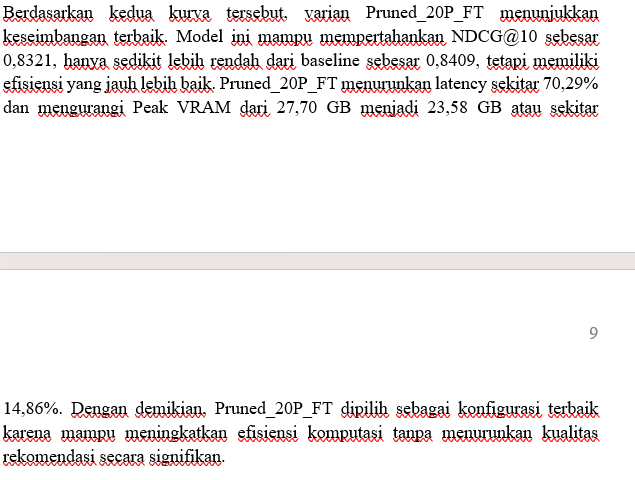 Berdasarkan kedua kurva tersebut, varian Pruned_20P_FT menunjukkan
keseimbangan terbaik. Model ini mampu mempertahankan NDCG@10 sebesar
0,8321, hanya sedikit lebih rendah dari baseline sebesar 0,8409, tetapi memiliki
efisiensi yang jauh lebih baik. Pruned_20P_FT menurunkan latency sekitar 70,29%
dan mengurangi Peak VRAM dari 27,70 GB menjadi 23,58 GB atau sekitar
9
14,86%. Dengan demikian, Pruned_20P_FT dipilih sebagai konfigurasi terbaik
karena mampu meningkatkan efisiensi komputasi tanpa menurunkan kualitas
rekomendasi secara signifikan.